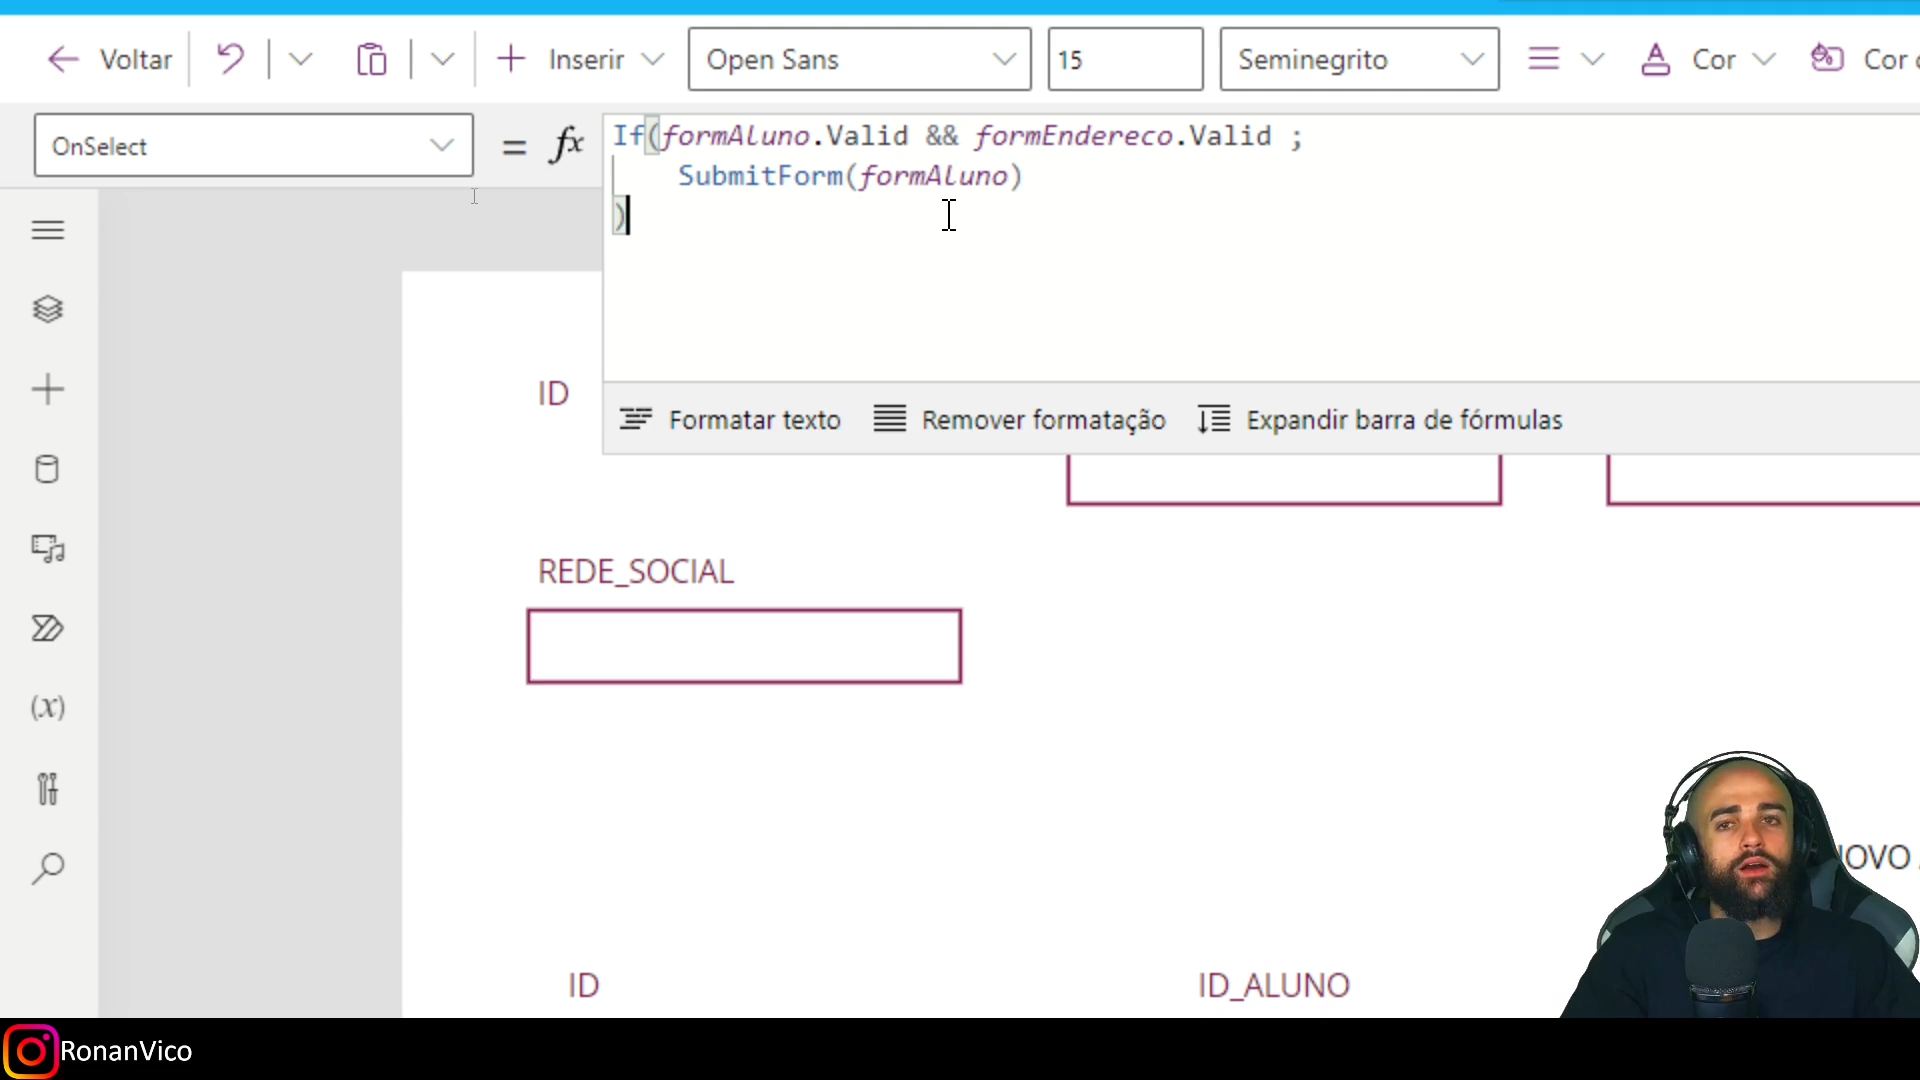 Voltar
Inserir
Open Sans
15
Seminegrito
Cor
Cor
OnSelect
= fx
If(formAluno.Valid && formEndereco.Valid ;
SubmitForm(formAluno)
)
Formatar texto
Remover formatação
Expandir barra de fórmulas
ID
REDE_SOCIAL
(x)
OVO
ID
ID_ALUNO
RonanVico